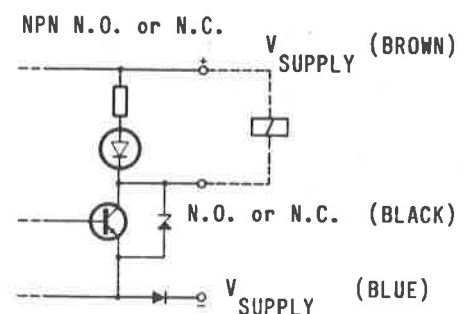 NPN N.O. or N.C.
V SUPPLY (BROWN)
+
N.O. or N.C. (BLACK)
V SUPPLY (BLUE)
-